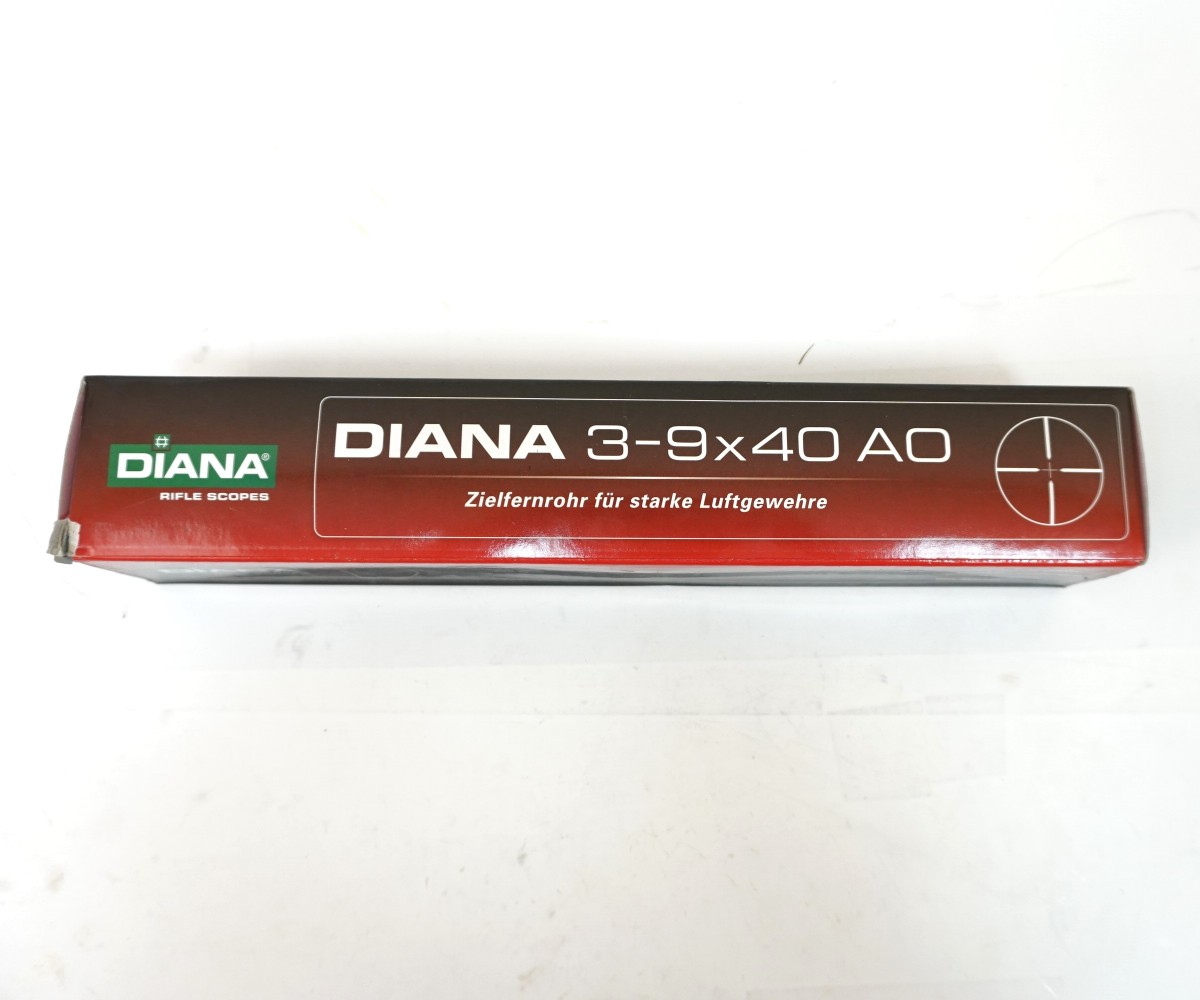 DIANA®
RIFLE SCOPES
DIANA 3-9x40 AO
Zielfernrohr für starke Luftgewehre